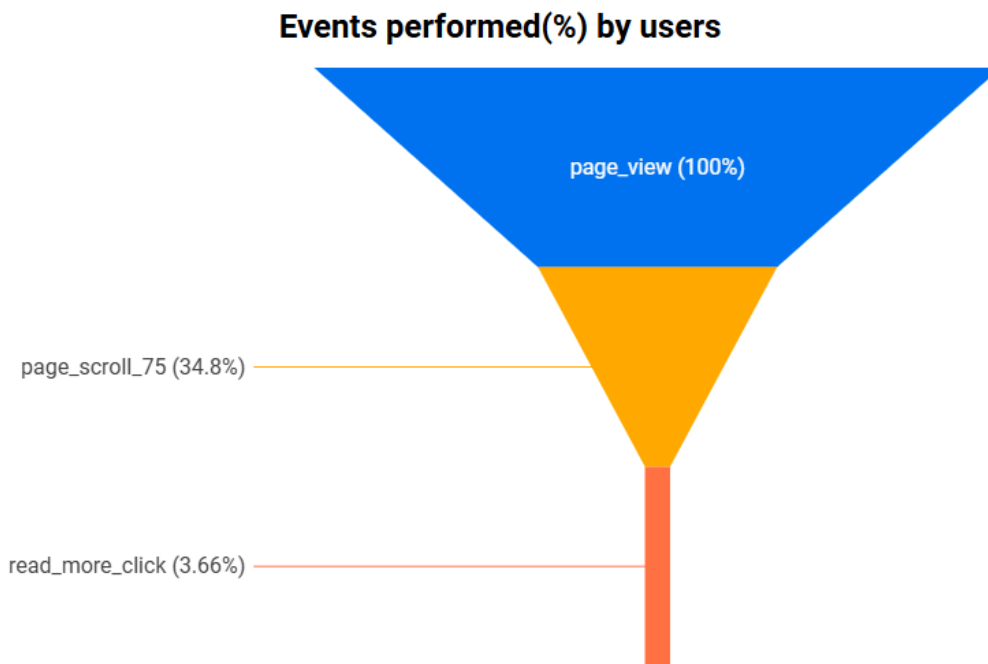 Events performed(%) by users
page_view (100%)
page_scroll_75 (34.8%)
read_more_click (3.66%)